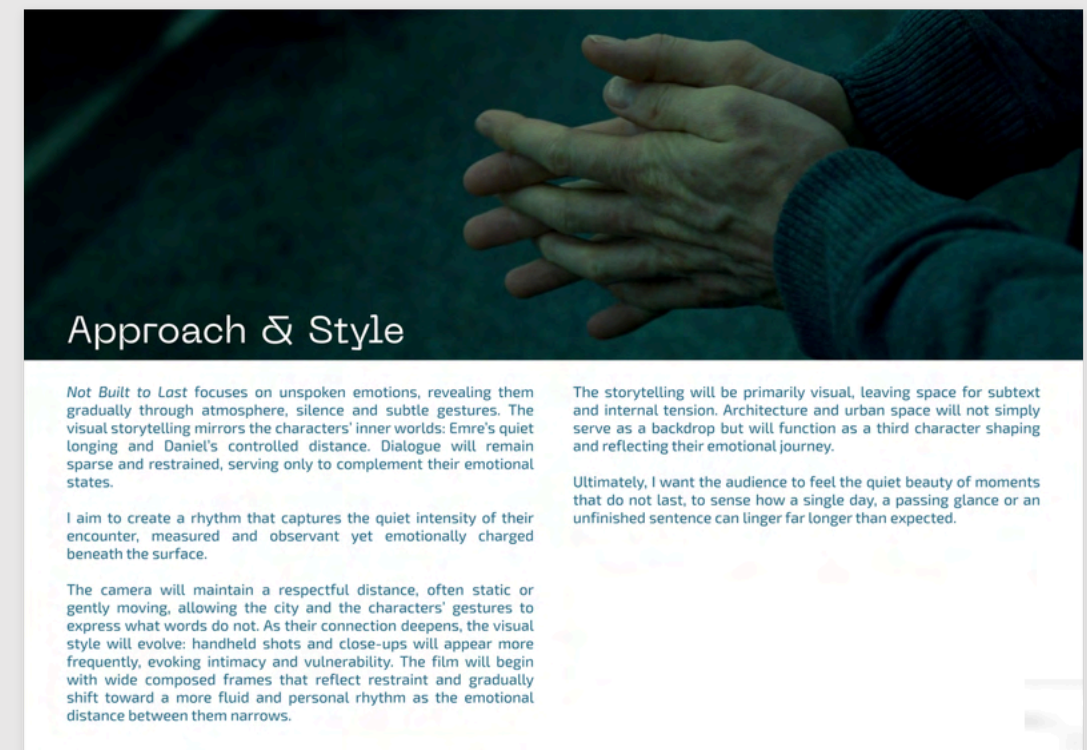 Approach & Style
Not Built to Last focuses on unspoken emotions, revealing them
gradually through atmosphere, silence and subtle gestures. The
visual storytelling mirrors the characters' inner worlds: Emre's quiet
longing and Daniel's controlled distance. Dialogue will remain
sparse and restrained, serving only to complement their emotional
states.
I aim to create a rhythm that captures the quiet intensity of their
encounter, measured and observant yet emotionally charged
beneath the surface.
The camera will maintain a respectful distance, often static or
gently moving, allowing the city and the characters' gestures to
express what words do not. As their connection deepens, the visual
style will evolve: handheld shots and close-ups will appear more
frequently, evoking intimacy and vulnerability. The film will begin
with wide composed frames that reflect restraint and gradually
shift toward a more fluid and personal rhythm as the emotional
distance between them narrows.
The storytelling will be primarily visual, leaving space for subtext
and internal tension. Architecture and urban space will not simply
serve as a backdrop but will function as a third character shaping
and reflecting their emotional journey.
Ultimately, I want the audience to feel the quiet beauty of moments
that do not last, to sense how a single day, a passing glance or an
unfinished sentence can linger far longer than expected.